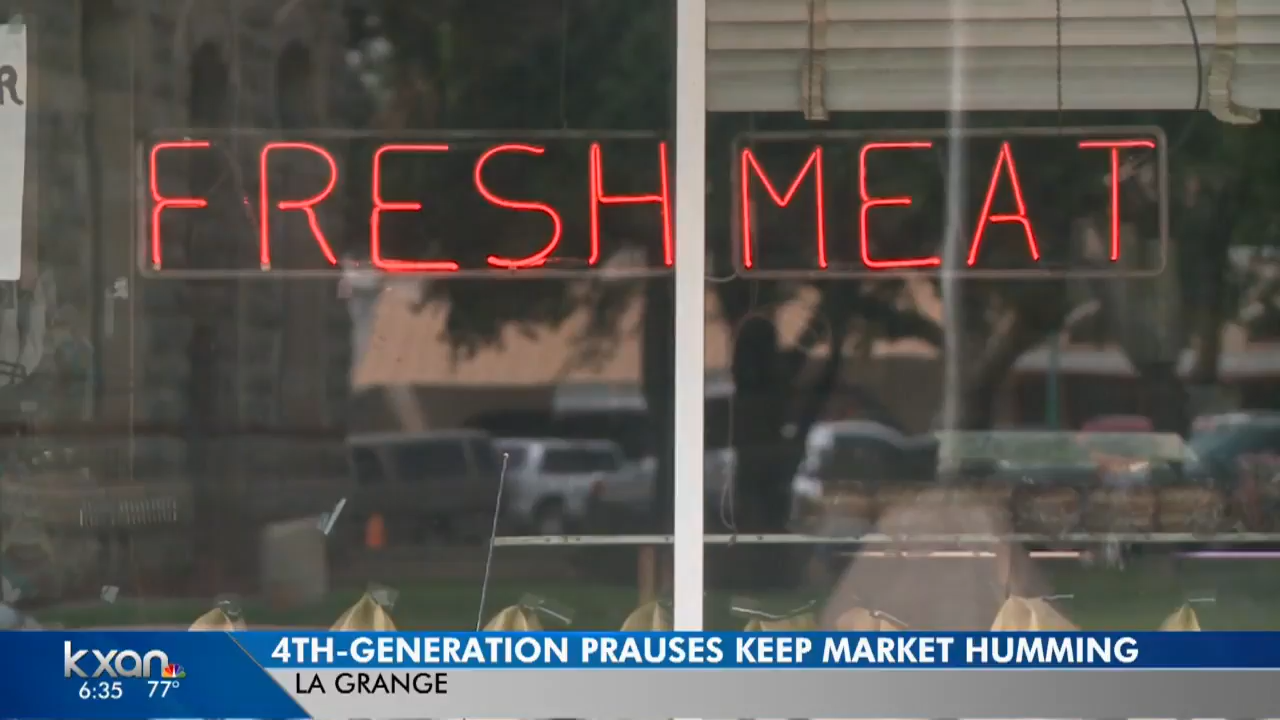 R
FRESH MEAT
4TH-GENERATION PRAUSES KEEP MARKET HUMMING
kxan
6:35 77°
LA GRANGE